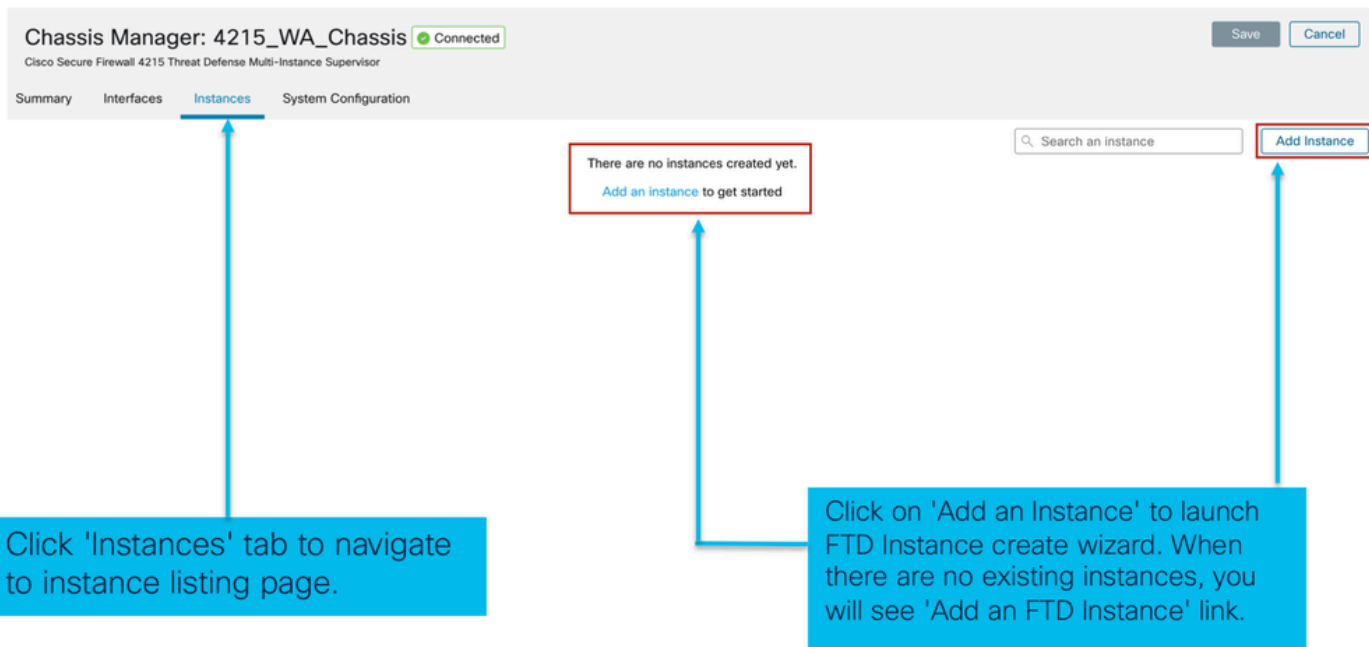 Chassis Manager: 4215_WA_Chassis Connected
Save
Cancel
Cisco Secure Firewall 4215 Threat Defense Multi-Instance Supervisor
Summary Interfaces Instances System Configuration
Search an instance
Add Instance
There are no instances created yet.
Add an instance to get started
Click 'Instances' tab to navigate
to instance listing page.
Click on 'Add an Instance' to launch
FTD Instance create wizard. When
there are no existing instances, you
will see 'Add an FTD Instance' link.